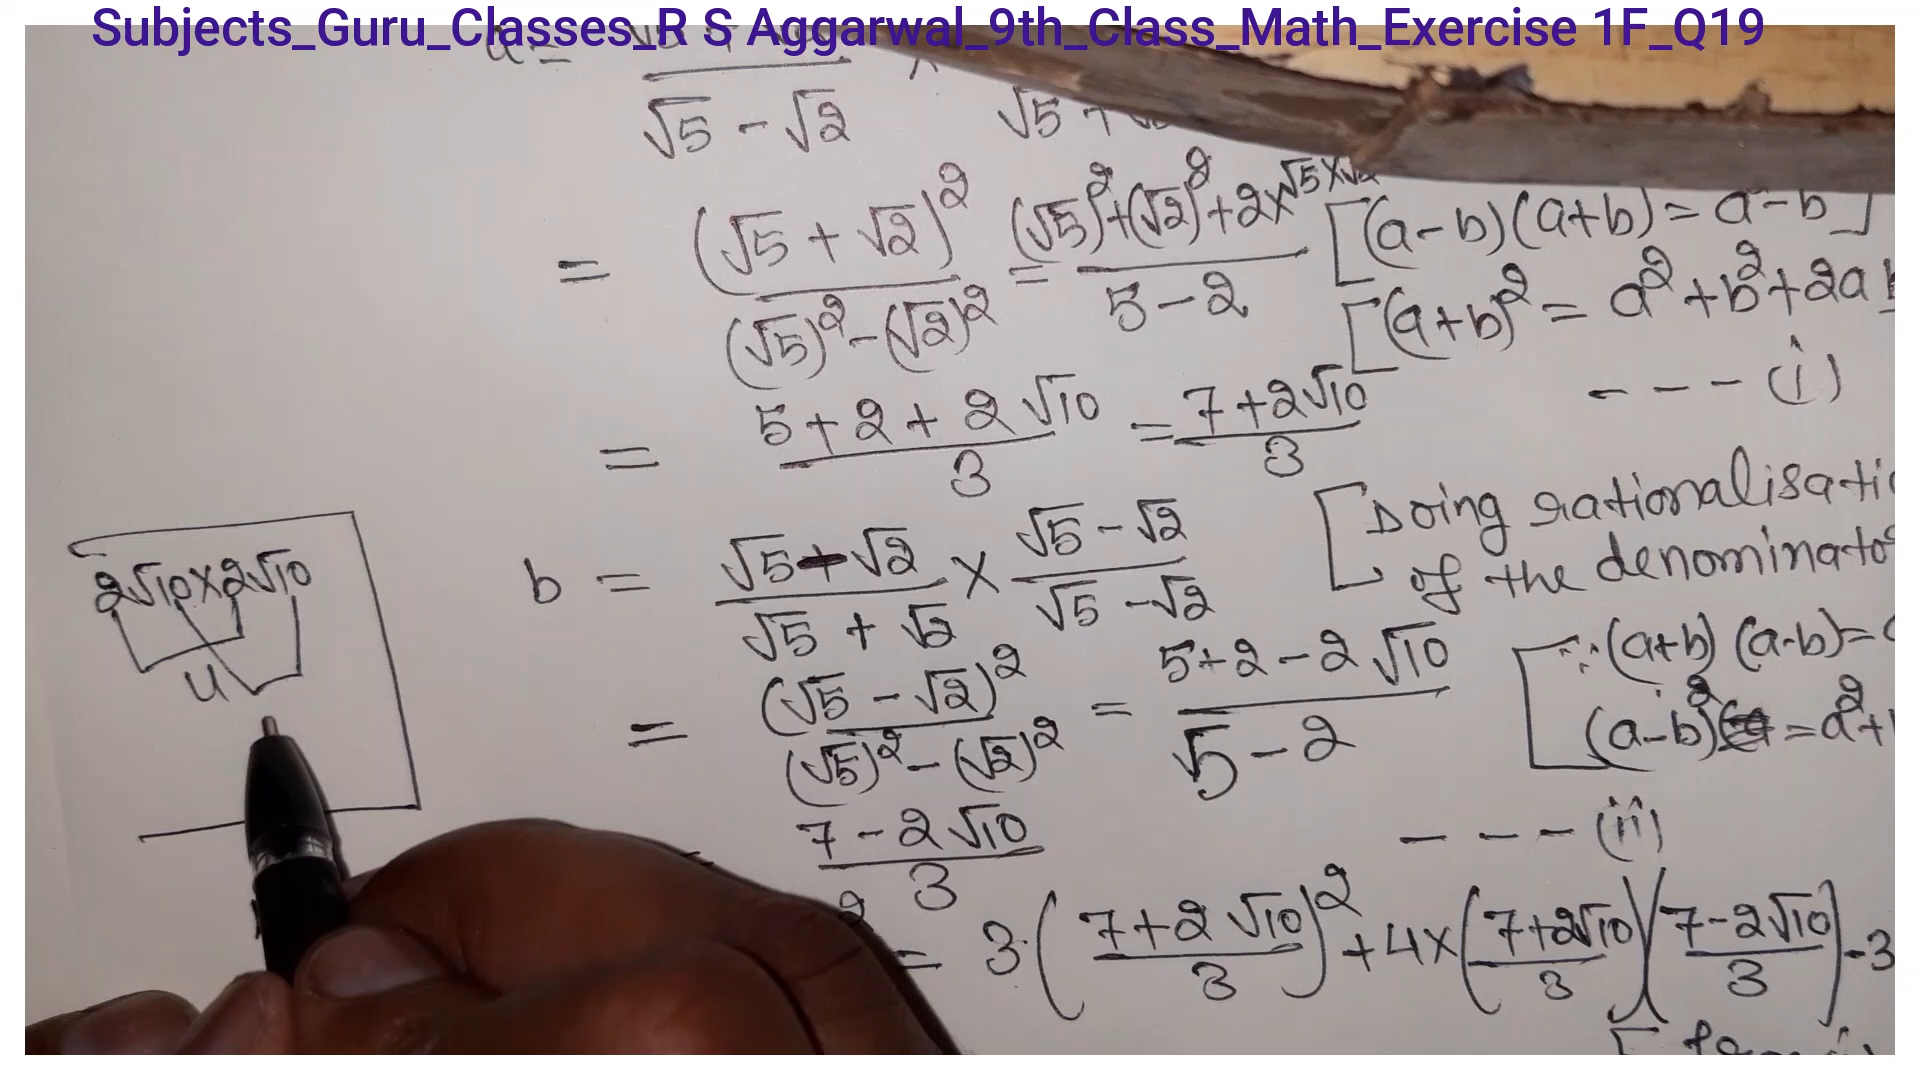 Subjects_Guru_Classes_R S Aggarwal_9th_Class_Math_Exercise 1F_Q19
√5 - √2    √5 +
= (√5 + √2)² / (√5)² - (√2)² = (√5)² + (√2)² + 2×√5×√2 / 5 - 2    [(a-b)(a+b) = a - b]
[(a+b)² = a² + b² + 2ab
= 5 + 2 + 2√10 / 3 = 7 + 2√10 / 3    - - - (i)
b = √5 - √2 / √5 + √2 × √5 - √2 / √5 - √2    [Doing rationalisatio
of the denominato
2√10 × 2√10
4
= (√5 - √2)² / (√5)² - (√2)² = 5 + 2 - 2√10 / √5 - 2    [∵ (a+b) (a-b) =
(a-b)² = a² +
7 - 2√10 / 3    - - - (ii)
= 3 (7 + 2√10 / 3)² + 4 × (7 + 2√10 / 3) (7 - 2√10 / 3) - 3